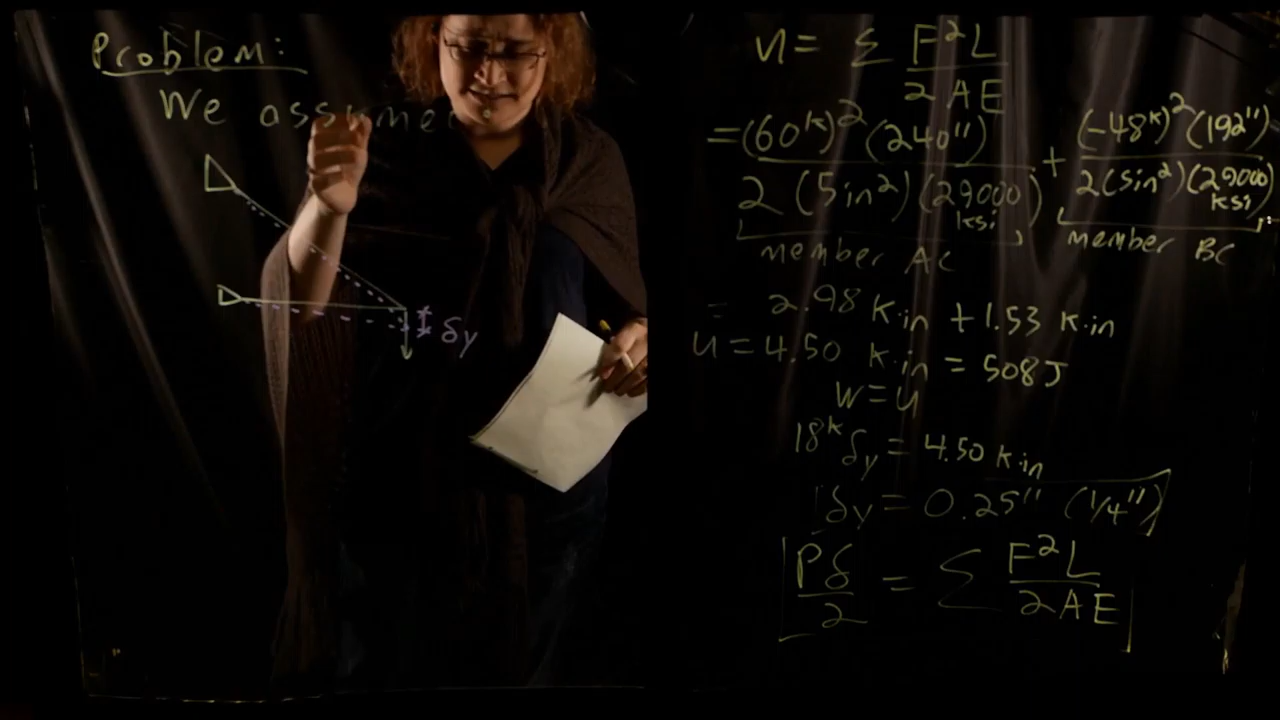 Problem:
We assume
δy
U = Σ F²L / 2AE
= (60ᵏ)² (240") / 2 (5in²) (29000 ksi) + (-48ᵏ)² (192") / 2(5in²)(29000 ksi)
member AC
member BC
= 2.98 k·in + 1.53 k·in
U = 4.50 k·in = 508J
W = U
18ᵏ δy = 4.50 k·in
δy = 0.25" (1/4")
Pδ / 2 = Σ F²L / 2AE